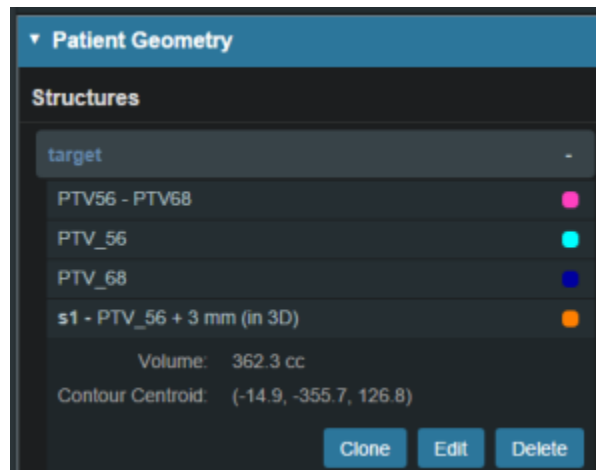 Patient Geometry
Structures
target -
PTV56 - PTV68
PTV_56
PTV_68
s1 - PTV_56 + 3 mm (in 3D)
Volume: 362.3 cc
Contour Centroid: (-14.9, -355.7, 126.8)
Clone Edit Delete